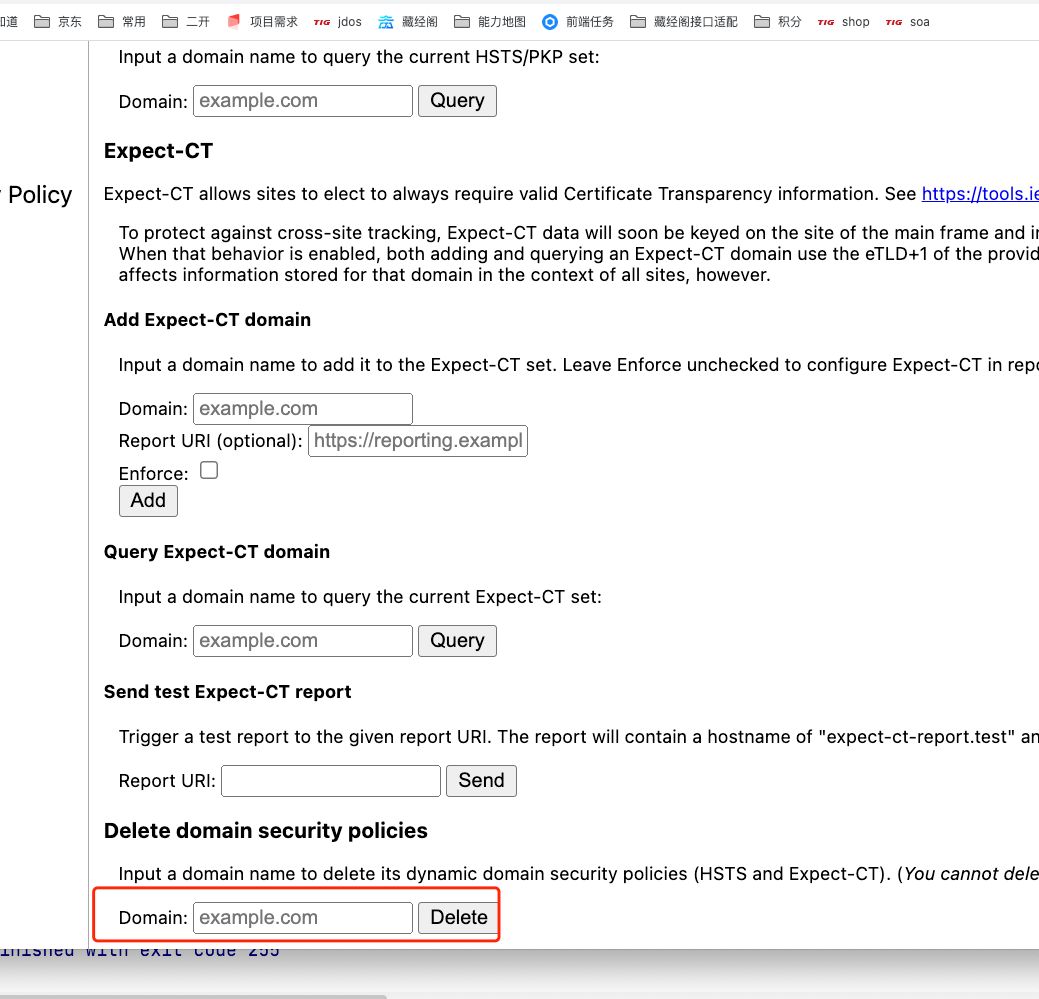 知道 常用 京东 二开 项目需求 TIG jdos 藏经阁 能力地图 前端任务 藏经阁接口适配 积分 TIG shop TIG soa
Input a domain name to query the current HSTS/PKP set:
Domain: example.com Query
Expect-CT
Policy
Expect-CT allows sites to elect to always require valid Certificate Transparency information. See https://tools.ie
To protect against cross-site tracking, Expect-CT data will soon be keyed on the site of the main frame and in
When that behavior is enabled, both adding and querying an Expect-CT domain use the eTLD+1 of the provid
affects information stored for that domain in the context of all sites, however.
Add Expect-CT domain
Input a domain name to add it to the Expect-CT set. Leave Enforce unchecked to configure Expect-CT in repo
Domain: example.com
Report URI (optional): https://reporting.exampl
Enforce:
Add
Query Expect-CT domain
Input a domain name to query the current Expect-CT set:
Domain: example.com Query
Send test Expect-CT report
Trigger a test report to the given report URI. The report will contain a hostname of "expect-ct-report.test" an
Report URI: Send
Delete domain security policies
Input a domain name to delete its dynamic domain security policies (HSTS and Expect-CT). (You cannot dele
Domain: example.com Delete
inished with exit code 255